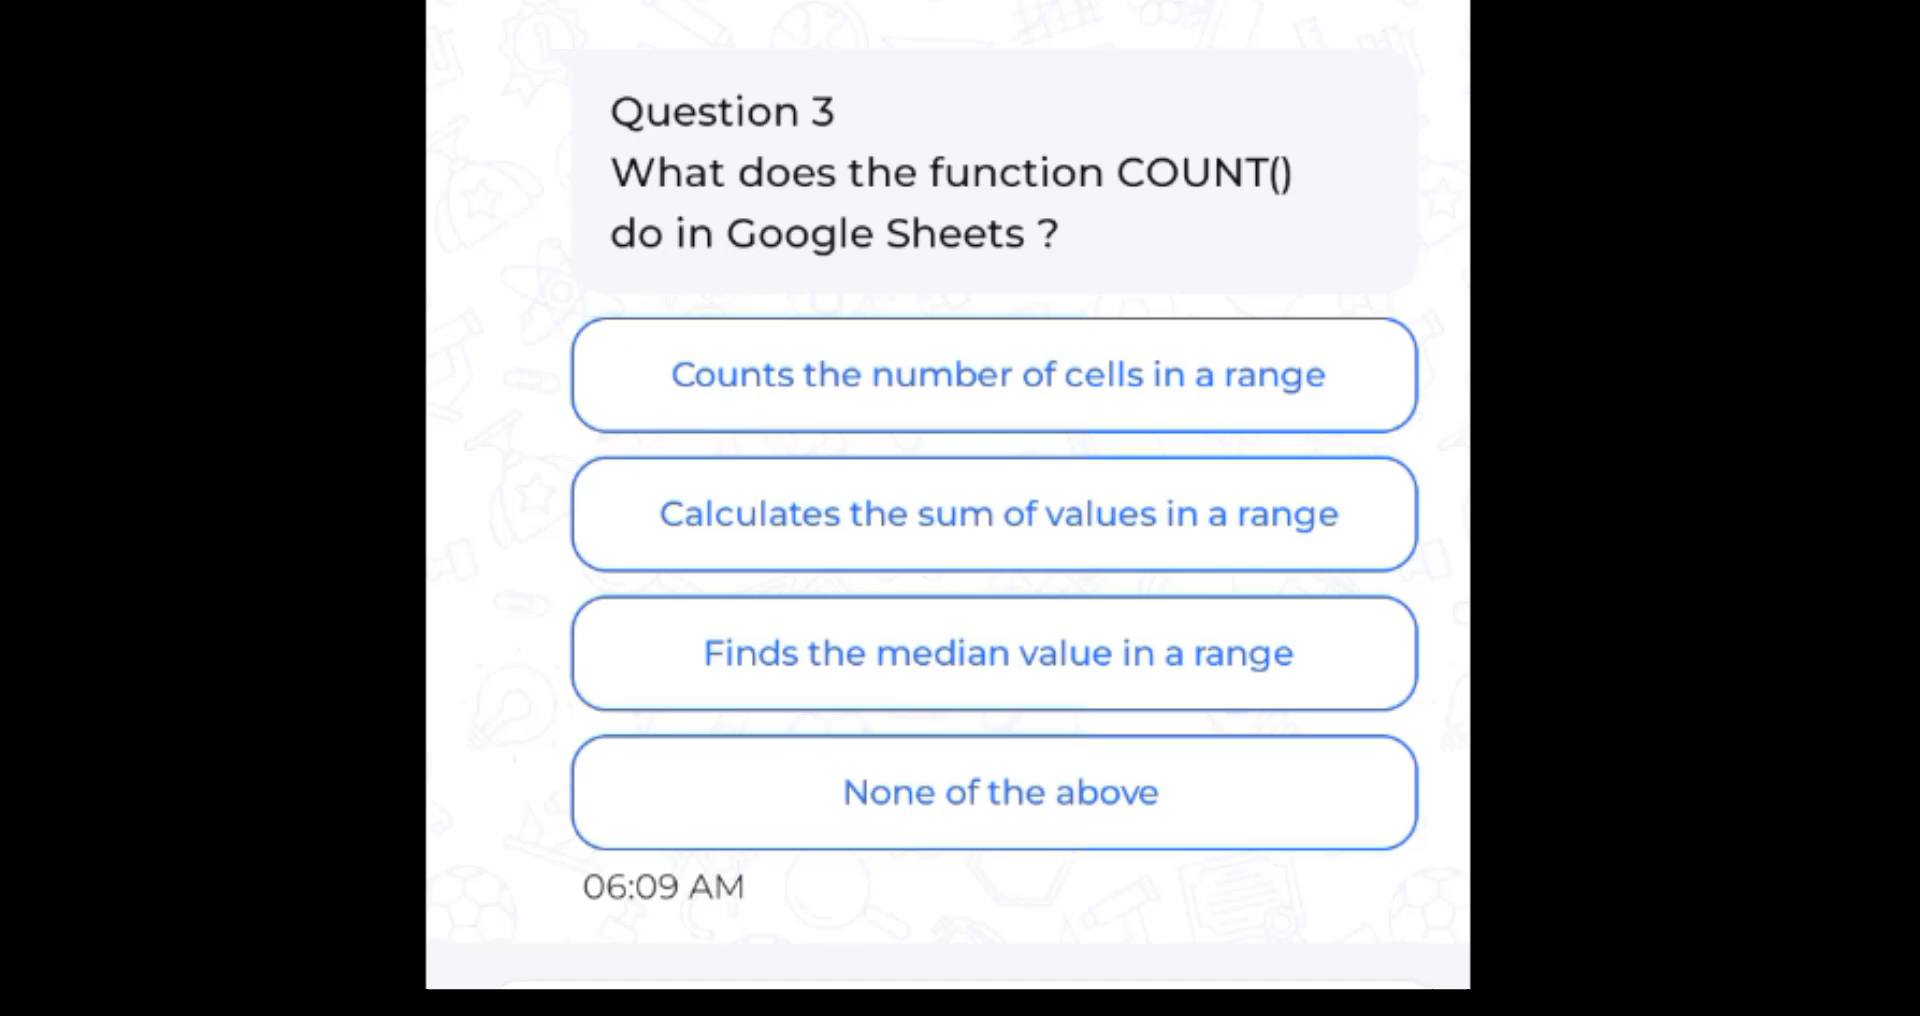 Question 3
What does the function COUNT()
do in Google Sheets ?
Counts the number of cells in a range
Calculates the sum of values in a range
Finds the median value in a range
None of the above
06:09 AM